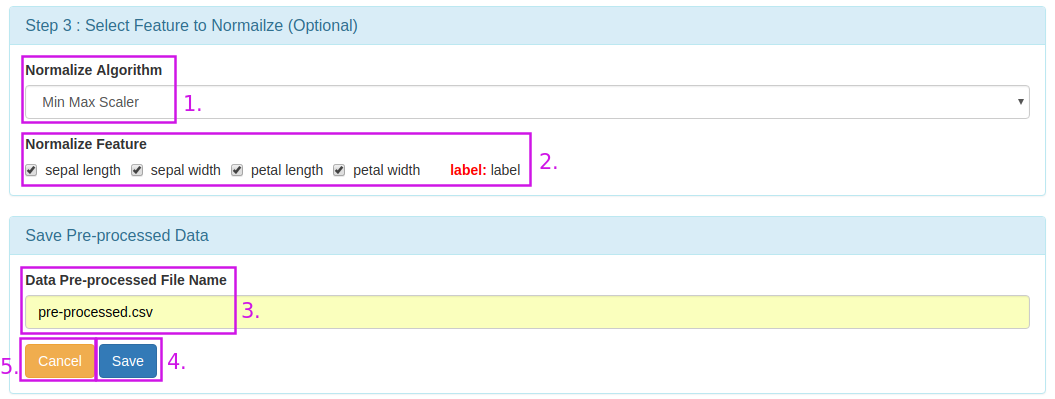 Step 3 : Select Feature to Normailze (Optional)
Normalize Algorithm
Min Max Scaler 1.
Normalize Feature
sepal length sepal width petal length petal width label: label 2.
Save Pre-processed Data
Data Pre-processed File Name
pre-processed.csv 3.
5. Cancel Save 4.